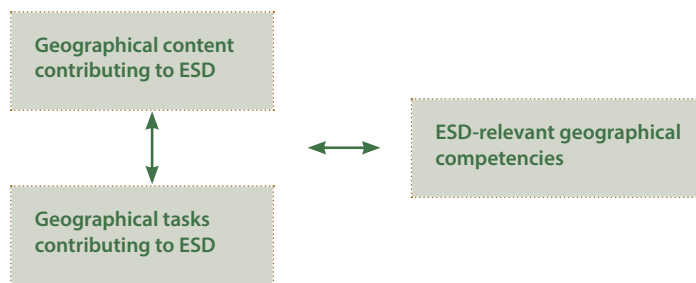 Geographical content
contributing to ESD
ESD-relevant geographical
competencies
Geographical tasks
contributing to ESD